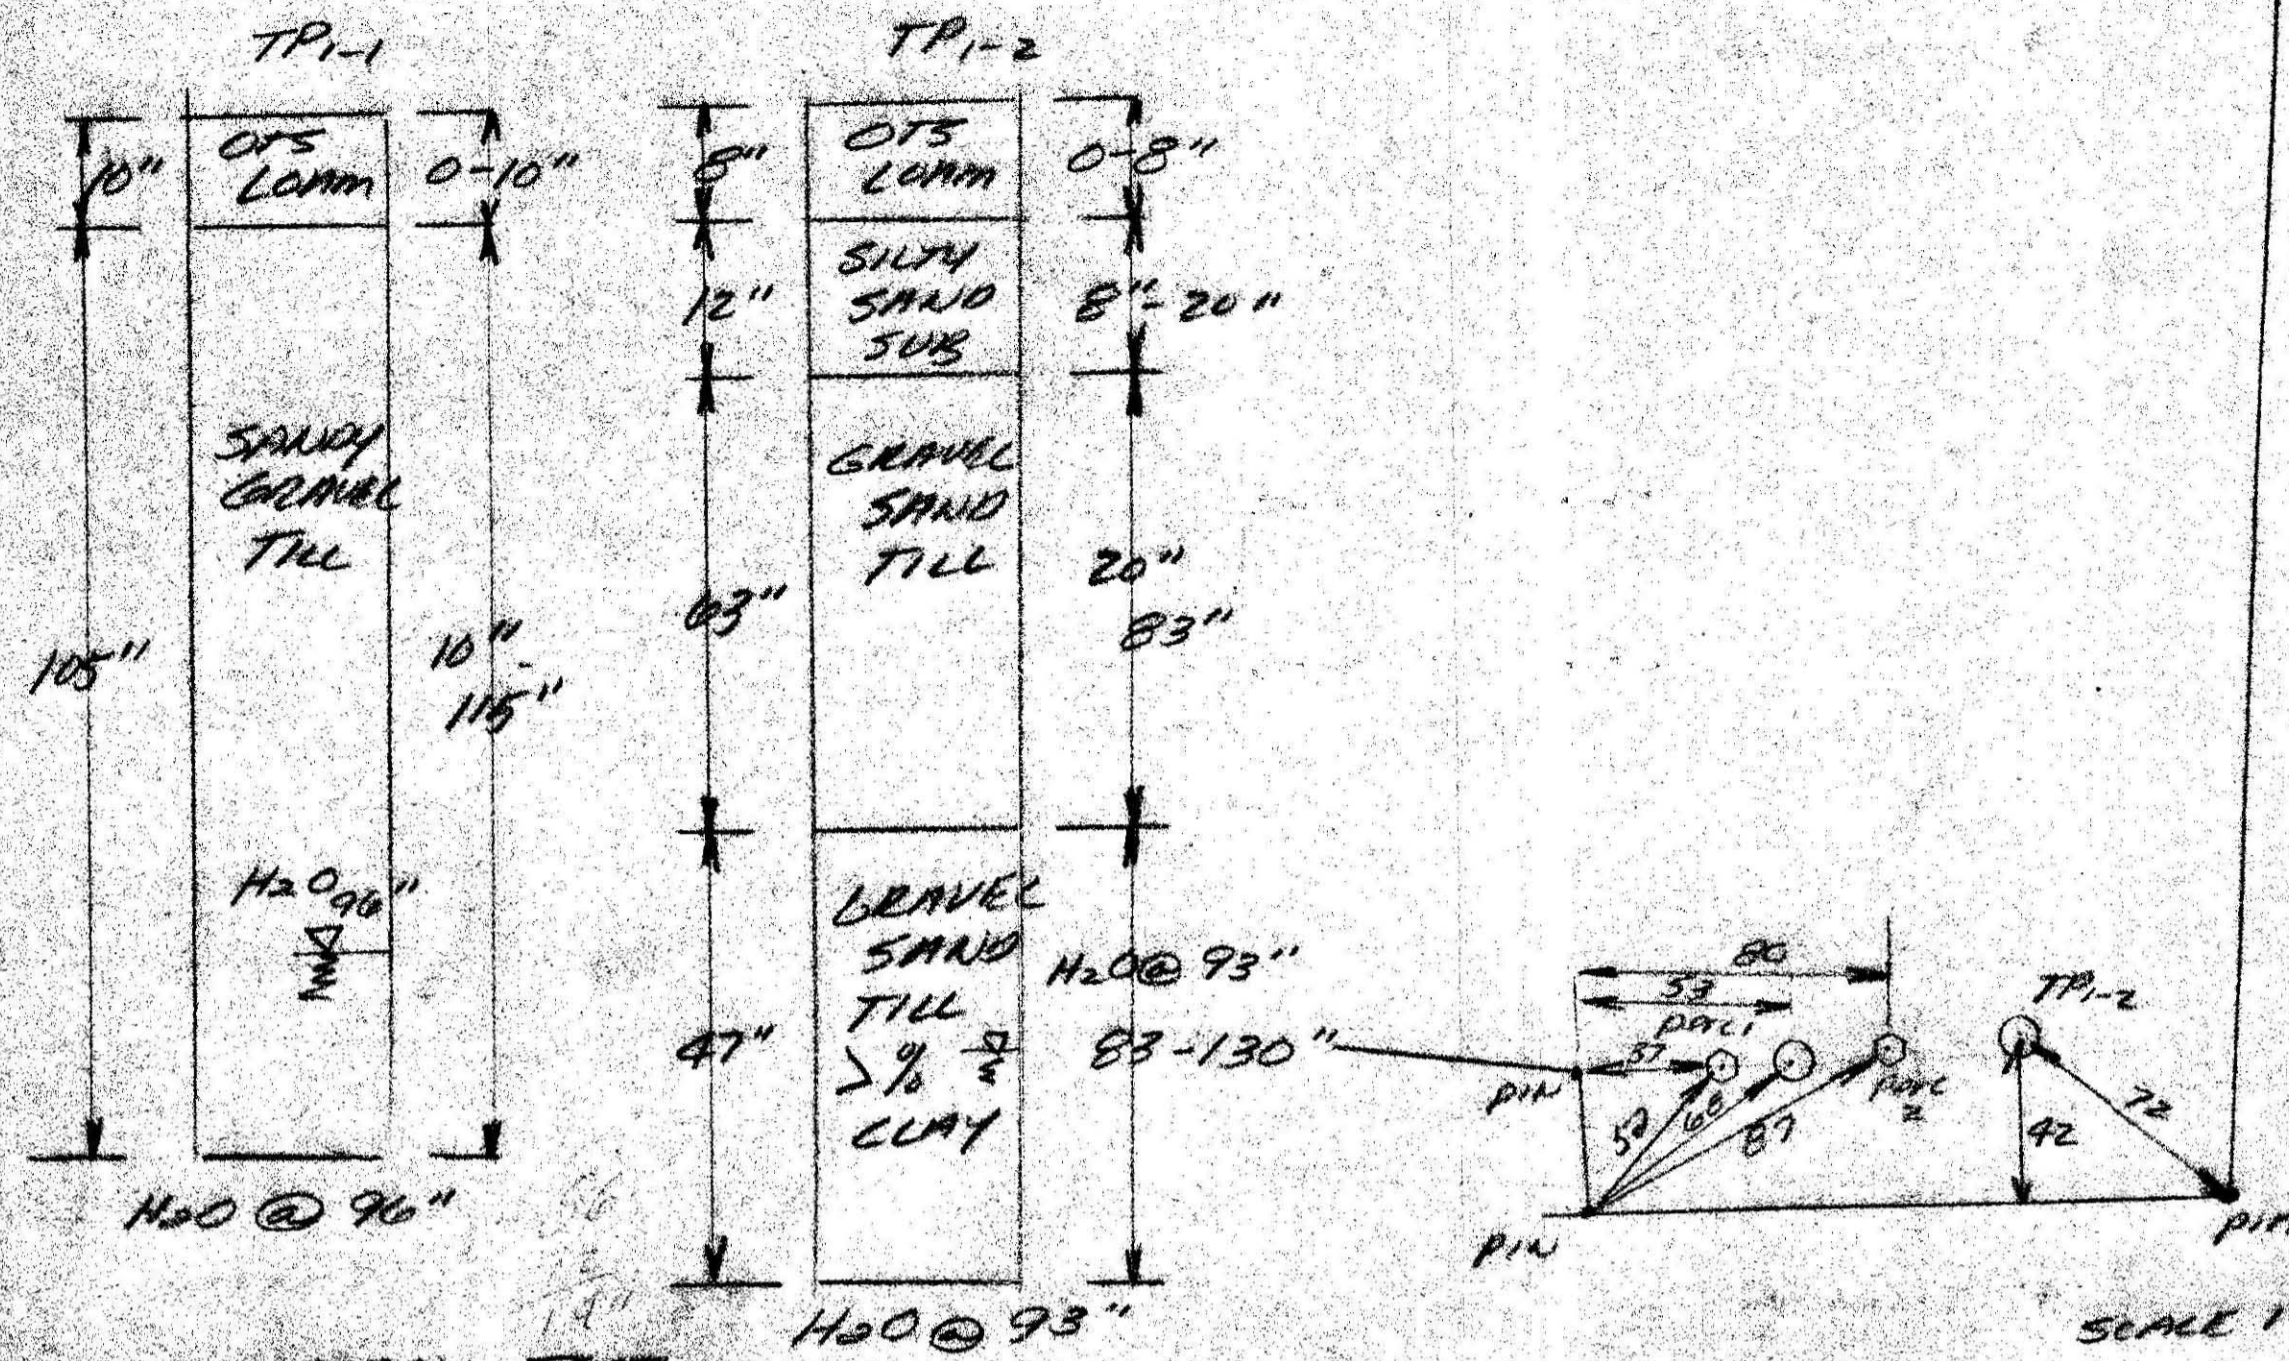 TP1-1
10"
OTS
LOAM
0-10"
SANDY
GRAVEL
TILL
105"
10"-
115"
H2O 96"
H2O @ 96"
TP1-2
8"
OTS
LOAM
0-8"
12"
SILTY
SAND
SUB
8"-20"
63"
GRAVEL
SAND
TILL
20"
83"
47"
GRAVEL
SAND
TILL
> %
CLAY
H2O @ 93"
83-130"
H2O @ 93"
80
53
PERC 1
37
PIN
PERC
2
68
87
TP1-2
72
42
PIN
PIN
SCALE 1